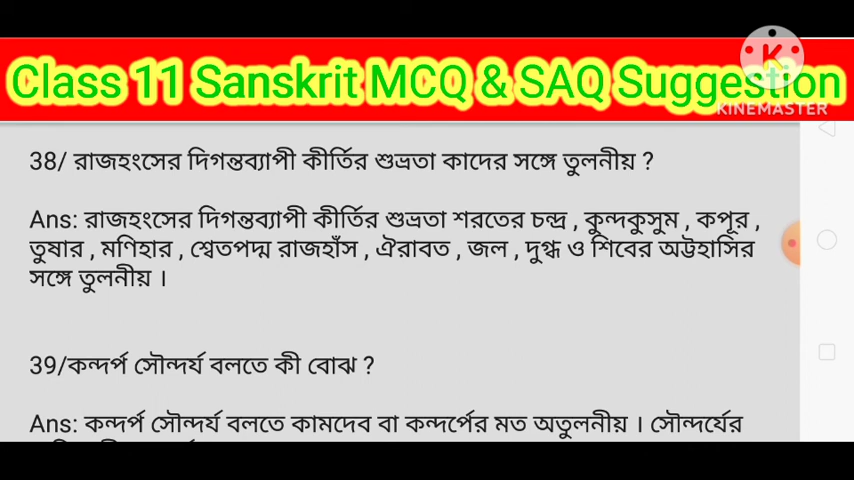 Class 11 Sanskrit MCQ & SAQ Suggestion
K
KINEMASTER
38/ রাজহংসের দিগন্তব্যাপী কীর্তির শুভ্রতা কাদের সঙ্গে তুলনীয় ?
Ans: রাজহংসের দিগন্তব্যাপী কীর্তির শুভ্রতা শরতের চন্দ্র , কুন্দকুসুম , কপূর ,
তুষার , মণিহার , শ্বেতপদ্ম রাজহাঁস , ঐরাবত , জল , দুগ্ধ ও শিবের অট্টহাসির
সঙ্গে তুলনীয় ।
39/কন্দর্প সৌন্দর্য বলতে কী বোঝ ?
Ans: কন্দর্প সৌন্দর্য বলতে কামদেব বা কন্দর্পের মত অতুলনীয় । সৌন্দর্যের